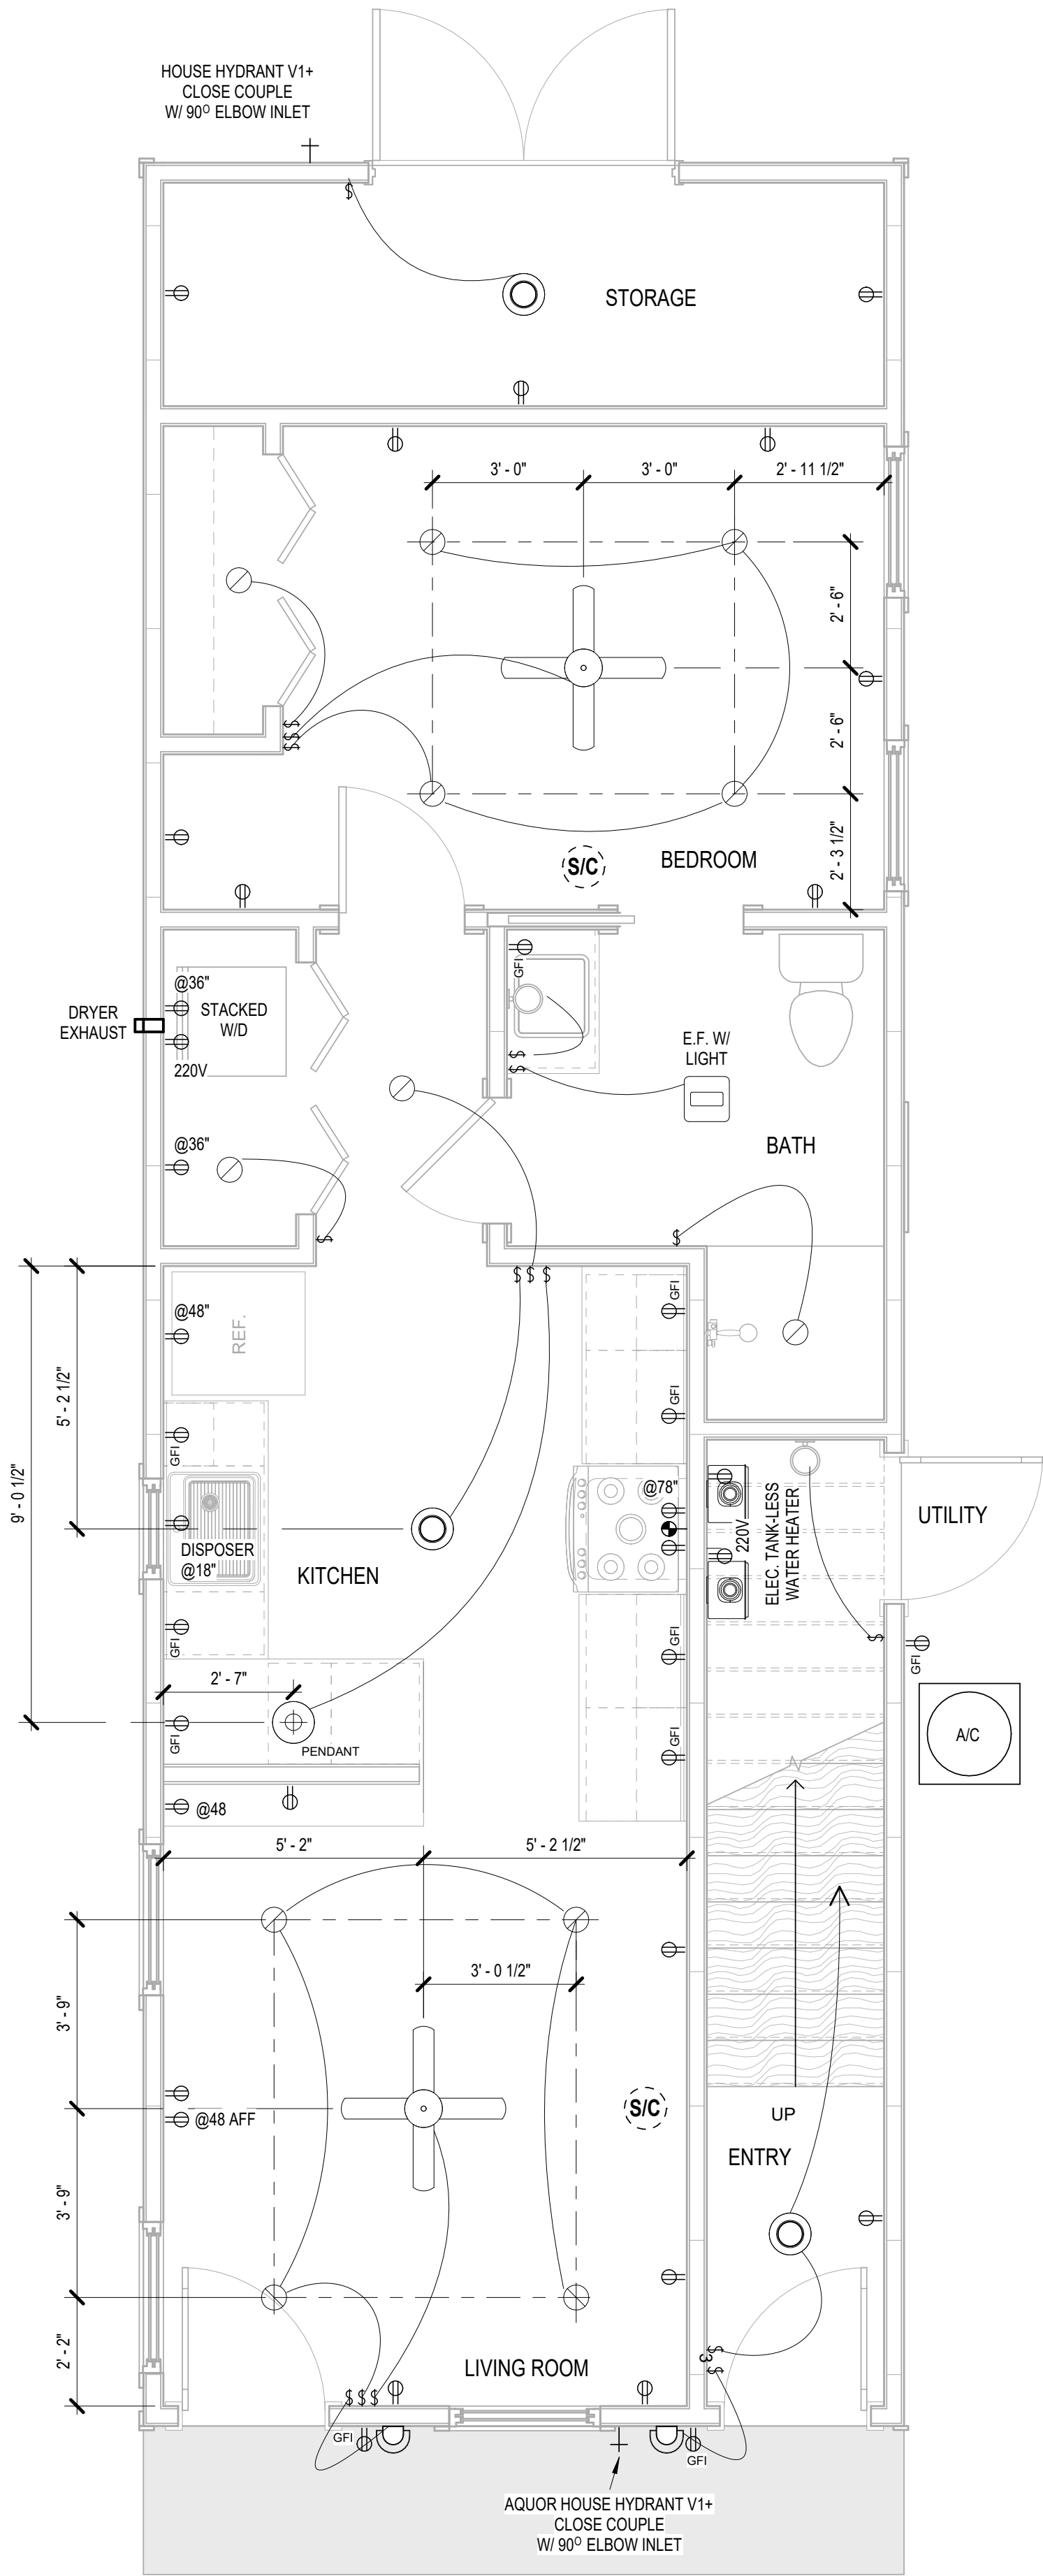 HOUSE HYDRANT V1+
CLOSE COUPLE
W/ 90° ELBOW INLET
$
STORAGE
3' - 0"
3' - 0"
2' - 11 1/2"
2' - 6"
2' - 6"
$
$
$
2' - 3 1/2"
S/C
BEDROOM
GFI
@36"
DRYER
EXHAUST
STACKED
W/D
220V
E.F. W/
LIGHT
$
$
@36"
BATH
$
$
$ $ $
GFI
@48"
REF.
5' - 2 1/2"
9' - 0 1/2"
GFI
GFI
@78"
220V
ELEC. TANK-LESS
WATER HEATER
UTILITY
DISPOSER
@18"
KITCHEN
GFI
GFI
$
GFI
2' - 7"
GFI
PENDANT
GFI
A/C
@48
5' - 2"
5' - 2 1/2"
3' - 0 1/2"
3' - 9"
@48 AFF
S/C
UP
ENTRY
3' - 9"
2' - 2"
LIVING ROOM
$
3
$
$ $ $
GFI
GFI
AQUOR HOUSE HYDRANT V1+
CLOSE COUPLE
W/ 90° ELBOW INLET